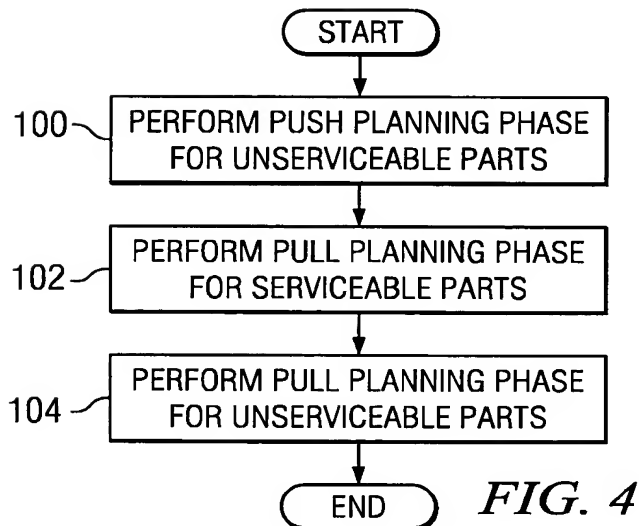 START
100
PERFORM PUSH PLANNING PHASE
FOR UNSERVICEABLE PARTS
102
PERFORM PULL PLANNING PHASE
FOR SERVICEABLE PARTS
104
PERFORM PULL PLANNING PHASE
FOR UNSERVICEABLE PARTS
END
FIG. 4